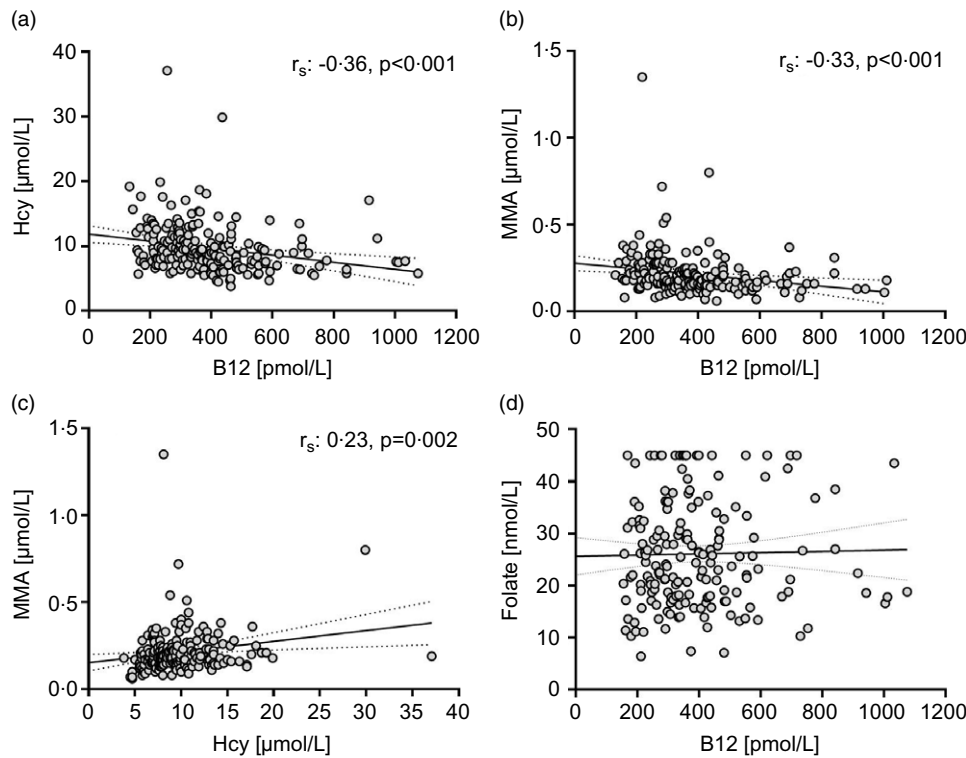 (a)
40
30
20
10
0
Hcy [µmol/L]
rs: -0·36, p<0·001
0 200 400 600 800 1000 1200
B12 [pmol/L]
(b)
1·5
1·0
0·5
0·0
MMA [µmol/L]
rs: -0·33, p<0·001
0 200 400 600 800 1000 1200
B12 [pmol/L]
(c)
1·5
1·0
0·5
0·0
MMA [µmol/L]
rs: 0·23, p=0·002
0 5 10 15 20 25 30 35 40
Hcy [µmol/L]
(d)
50
40
30
20
10
0
Folate [nmol/L]
0 200 400 600 800 1000 1200
B12 [pmol/L]